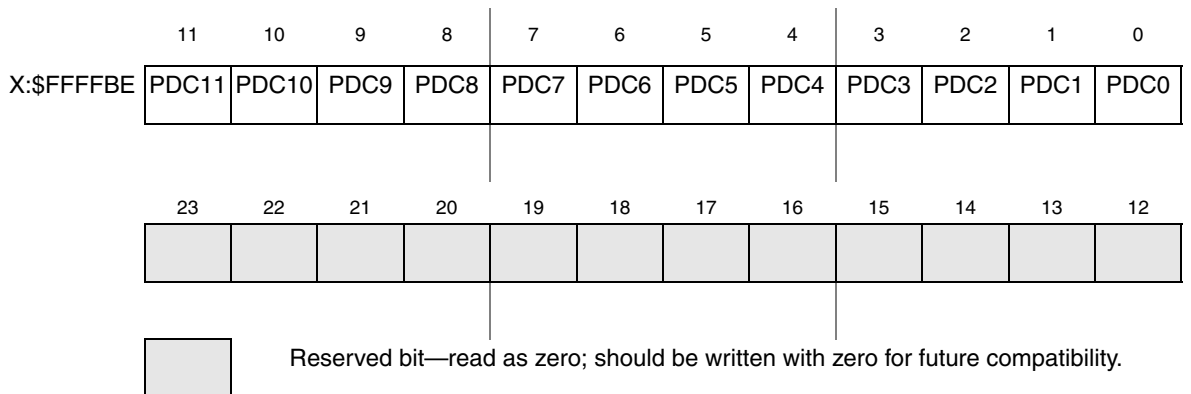 11 10 9 8 7 6 5 4 3 2 1 0
X:$FFFFBE PDC11 PDC10 PDC9 PDC8 PDC7 PDC6 PDC5 PDC4 PDC3 PDC2 PDC1 PDC0
23 22 21 20 19 18 17 16 15 14 13 12
Reserved bit—read as zero; should be written with zero for future compatibility.